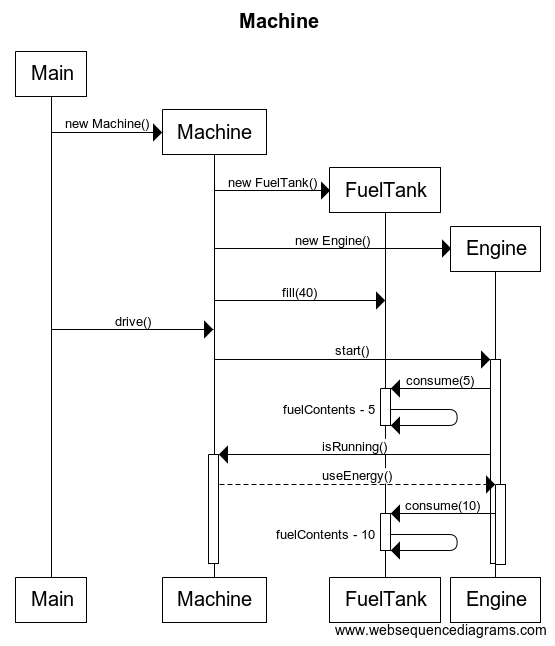 Machine
Main
new Machine()
Machine
new FuelTank()
FuelTank
new Engine()
Engine
fill(40)
drive()
start()
consume(5)
fuelContents - 5
isRunning()
useEnergy()
consume(10)
fuelContents - 10
Main
Machine
FuelTank
Engine
www.websequencediagrams.com